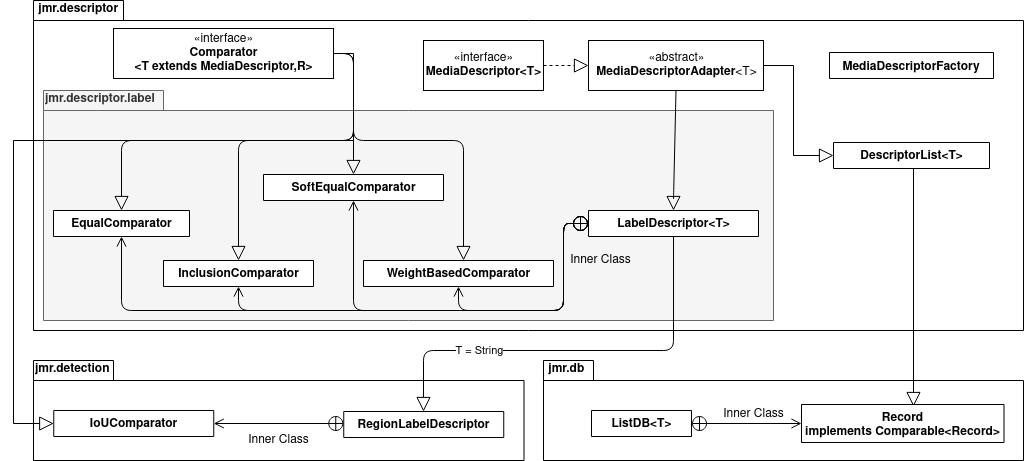 jmr.descriptor
«interface»
Comparator
<T extends MediaDescriptor,R>
«interface»
MediaDescriptor<T>
«abstract»
MediaDescriptorAdapter<T>
MediaDescriptorFactory
jmr.descriptor.label
DescriptorList<T>
SoftEqualComparator
EqualComparator
LabelDescriptor<T>
Inner Class
InclusionComparator
WeightBasedComparator
T = String
jmr.detection
jmr.db
IoUComparator
Inner Class
RegionLabelDescriptor
ListDB<T>
Inner Class
Record
implements Comparable<Record>